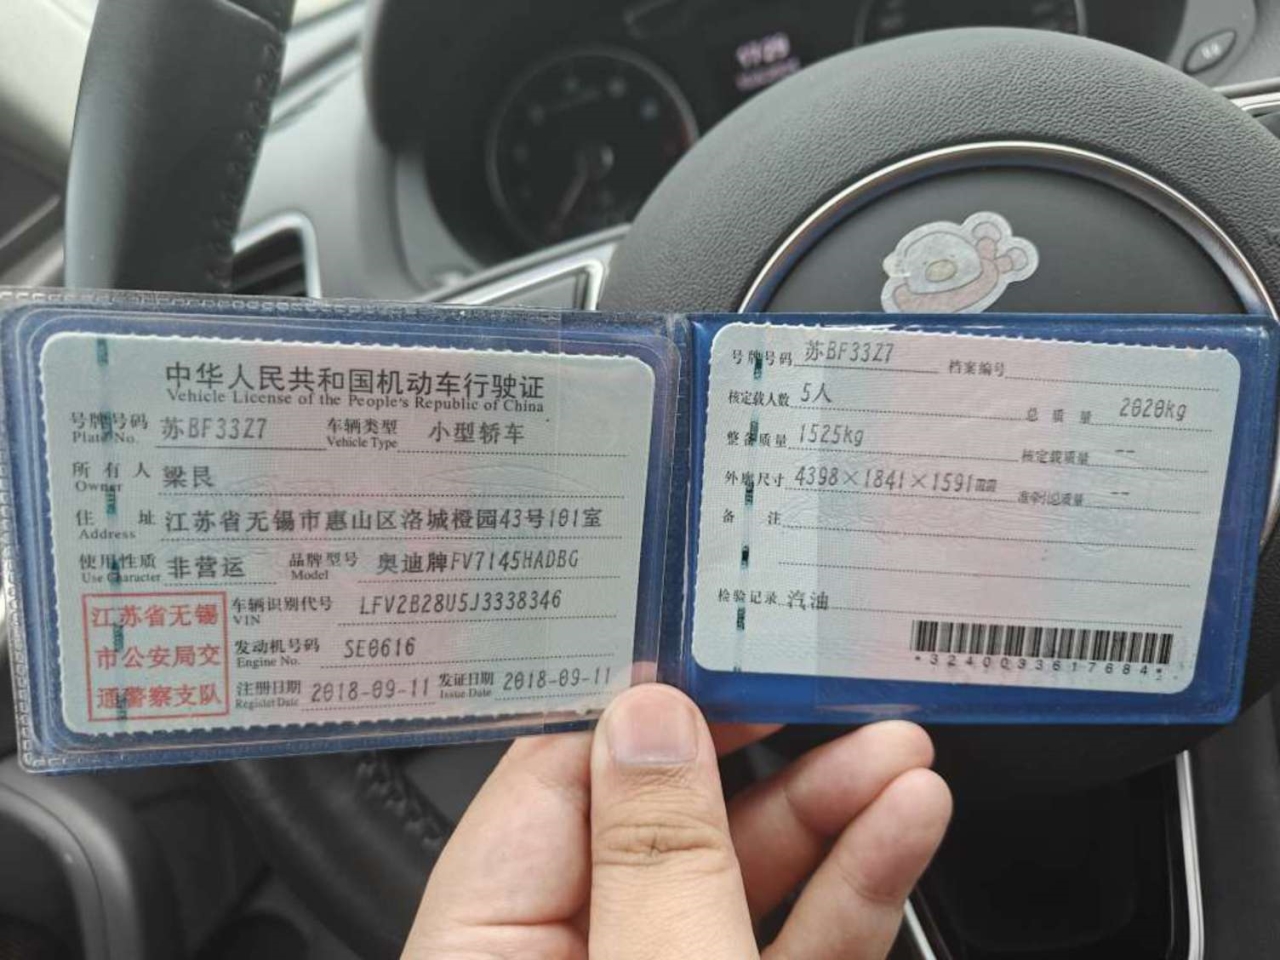 中华人民共和国机动车行驶证
Vehicle License of the People's Republic of China
号牌号码 苏BF33Z7 车辆类型 小型轿车
Plate No. Vehicle Type
所有人 梁艮
Owner
住址 江苏省无锡市惠山区洛城橙园43号101室
Address
使用性质 非营运 品牌型号 奥迪牌FV7145HADBG
Use Character Model
江苏省无锡
市公安局交
通警察支队
车辆识别代号 LFV2B28U5J3338346
VIN
发动机号码 SE0616
Engine No.
注册日期 2018-09-11 发证日期 2018-09-11
Register Date Issue Date
号牌号码 苏BF33Z7 档案编号
核定载人数 5人 总质量 2020kg
整备质量 1525kg 核定载质量 --
外廓尺寸 4398×1841×1591mm 准牵引总质量 --
备注
检验记录 汽油
*3240033617684*